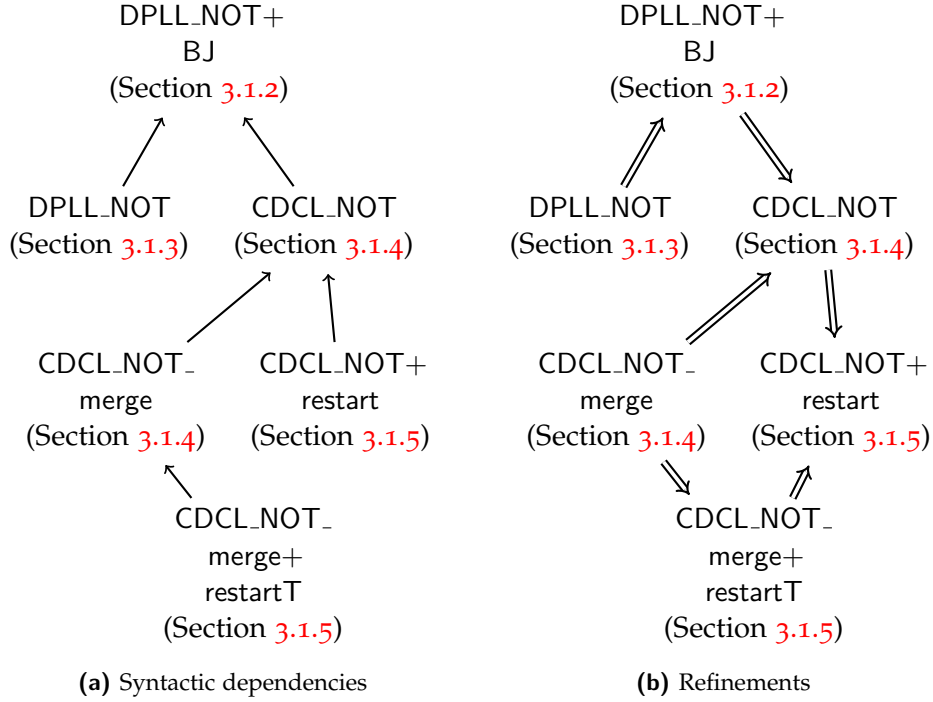 DPLL_NOT+
BJ
(Section 3.1.2)
DPLL_NOT
(Section 3.1.3)
CDCL_NOT
(Section 3.1.4)
CDCL_NOT_
merge
(Section 3.1.4)
CDCL_NOT+
restart
(Section 3.1.5)
CDCL_NOT_
merge+
restartT
(Section 3.1.5)
(a) Syntactic dependencies
DPLL_NOT+
BJ
(Section 3.1.2)
DPLL_NOT
(Section 3.1.3)
CDCL_NOT
(Section 3.1.4)
CDCL_NOT_
merge
(Section 3.1.4)
CDCL_NOT+
restart
(Section 3.1.5)
CDCL_NOT_
merge+
restartT
(Section 3.1.5)
(b) Refinements